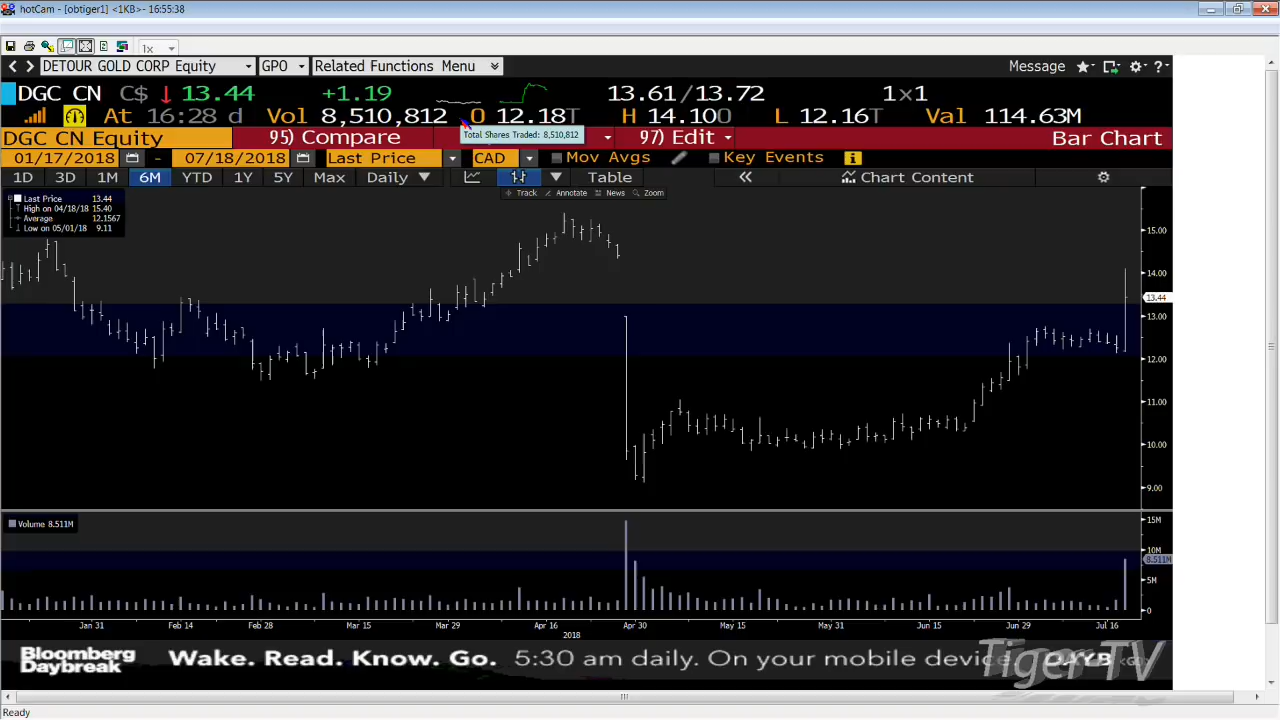 hotCam - [obtiger1] <1KB>- 16:55:38
1x
DETOUR GOLD CORP Equity GPO Related Functions Menu Message ?
DGC CN C$ ↓ 13.44 +1.19 13.61/13.72 1×1
At 16:28 d Vol 8,510,812 O 12.18T H 14.10O L 12.16T Val 114.63M
Total Shares Traded: 8,510,812
DGC CN Equity 95) Compare 97) Edit Bar Chart
01/17/2018 - 07/18/2018 Last Price CAD Mov Avgs Key Events
1D 3D 1M 6M YTD 1Y 5Y Max Daily ▼ Table « Chart Content
Track Annotate News Zoom
Last Price 13.44
High on 04/18/18 15.40
Average 12.1567
Low on 05/01/18 9.11
15.00
14.00
13.44
13.00
12.00
11.00
10.00
9.00
Volume 8.511M
15M
10M
8.511M
5M
0
Jan 31 Feb 14 Feb 28 Mar 15 Mar 29 Apr 16 Apr 30 May 15 May 31 Jun 15 Jun 29 Jul 16
2018
Bloomberg Daybreak Wake. Read. Know. Go. 5:30 am daily. On your mobile device. DAYB
Tiger-TV
Ready